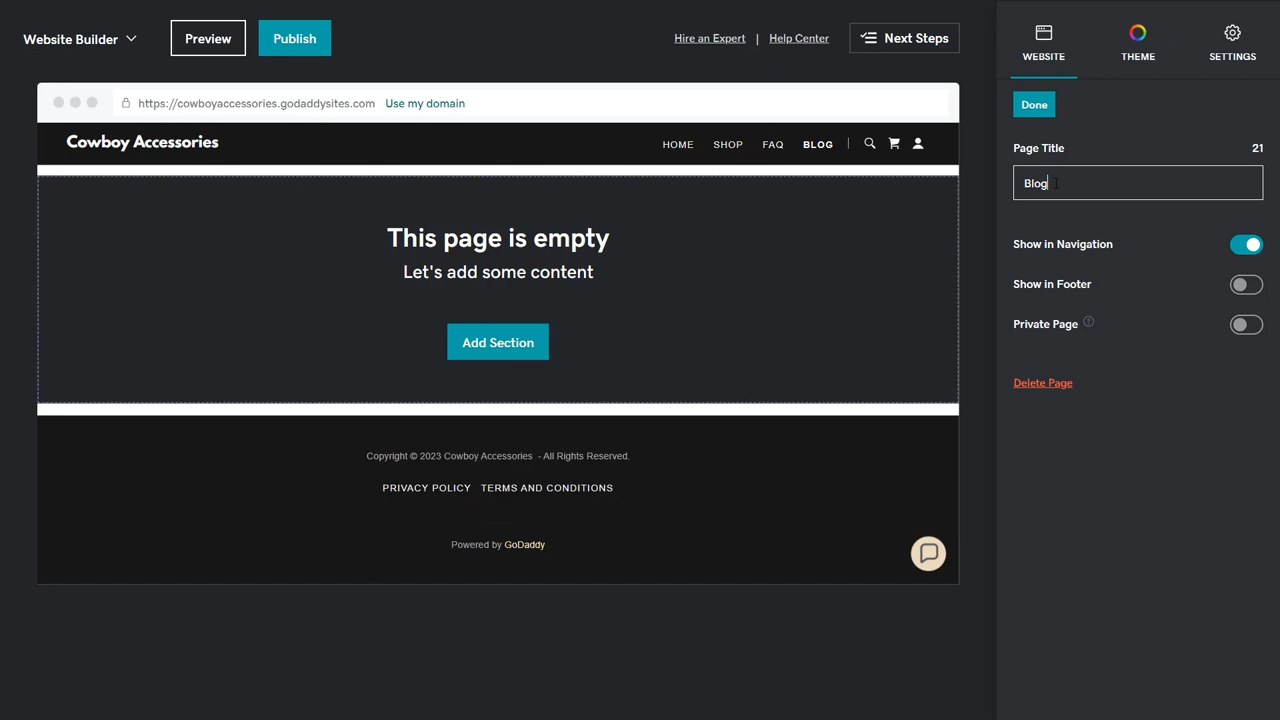 Website Builder
Preview
Publish
Hire an Expert | Help Center
Next Steps
WEBSITE
THEME
SETTINGS
https://cowboyaccessories.godaddysites.com Use my domain
Done
Cowboy Accessories
HOME SHOP FAQ BLOG
Page Title 21
Blog
This page is empty
Let's add some content
Add Section
Show in Navigation
Show in Footer
Private Page ?
Delete Page
Copyright © 2023 Cowboy Accessories - All Rights Reserved.
PRIVACY POLICY TERMS AND CONDITIONS
Powered by GoDaddy